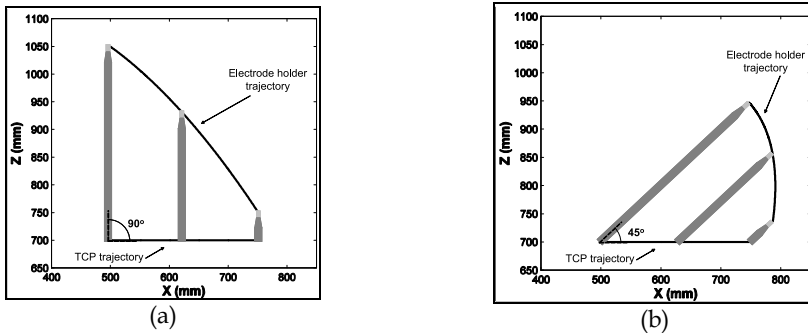 1100
1050
1000
950
900
850
800
750
700
650
Z (mm)
Electrode holder
trajectory
90°
TCP trajectory
400 500 600 700 800
X (mm)
(a)
1100
1050
1000
950
900
850
800
750
700
650
Z (mm)
Electrode holder
trajectory
45°
TCP trajectory
400 500 600 700 800
X (mm)
(b)